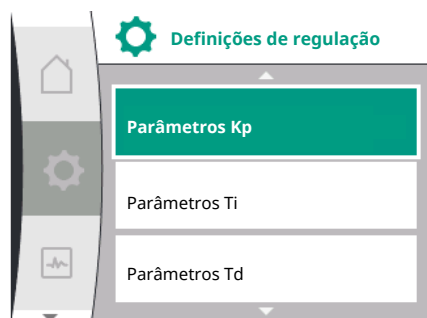 Definições de regulação
Parâmetros Kp
Parâmetros Ti
Parâmetros Td